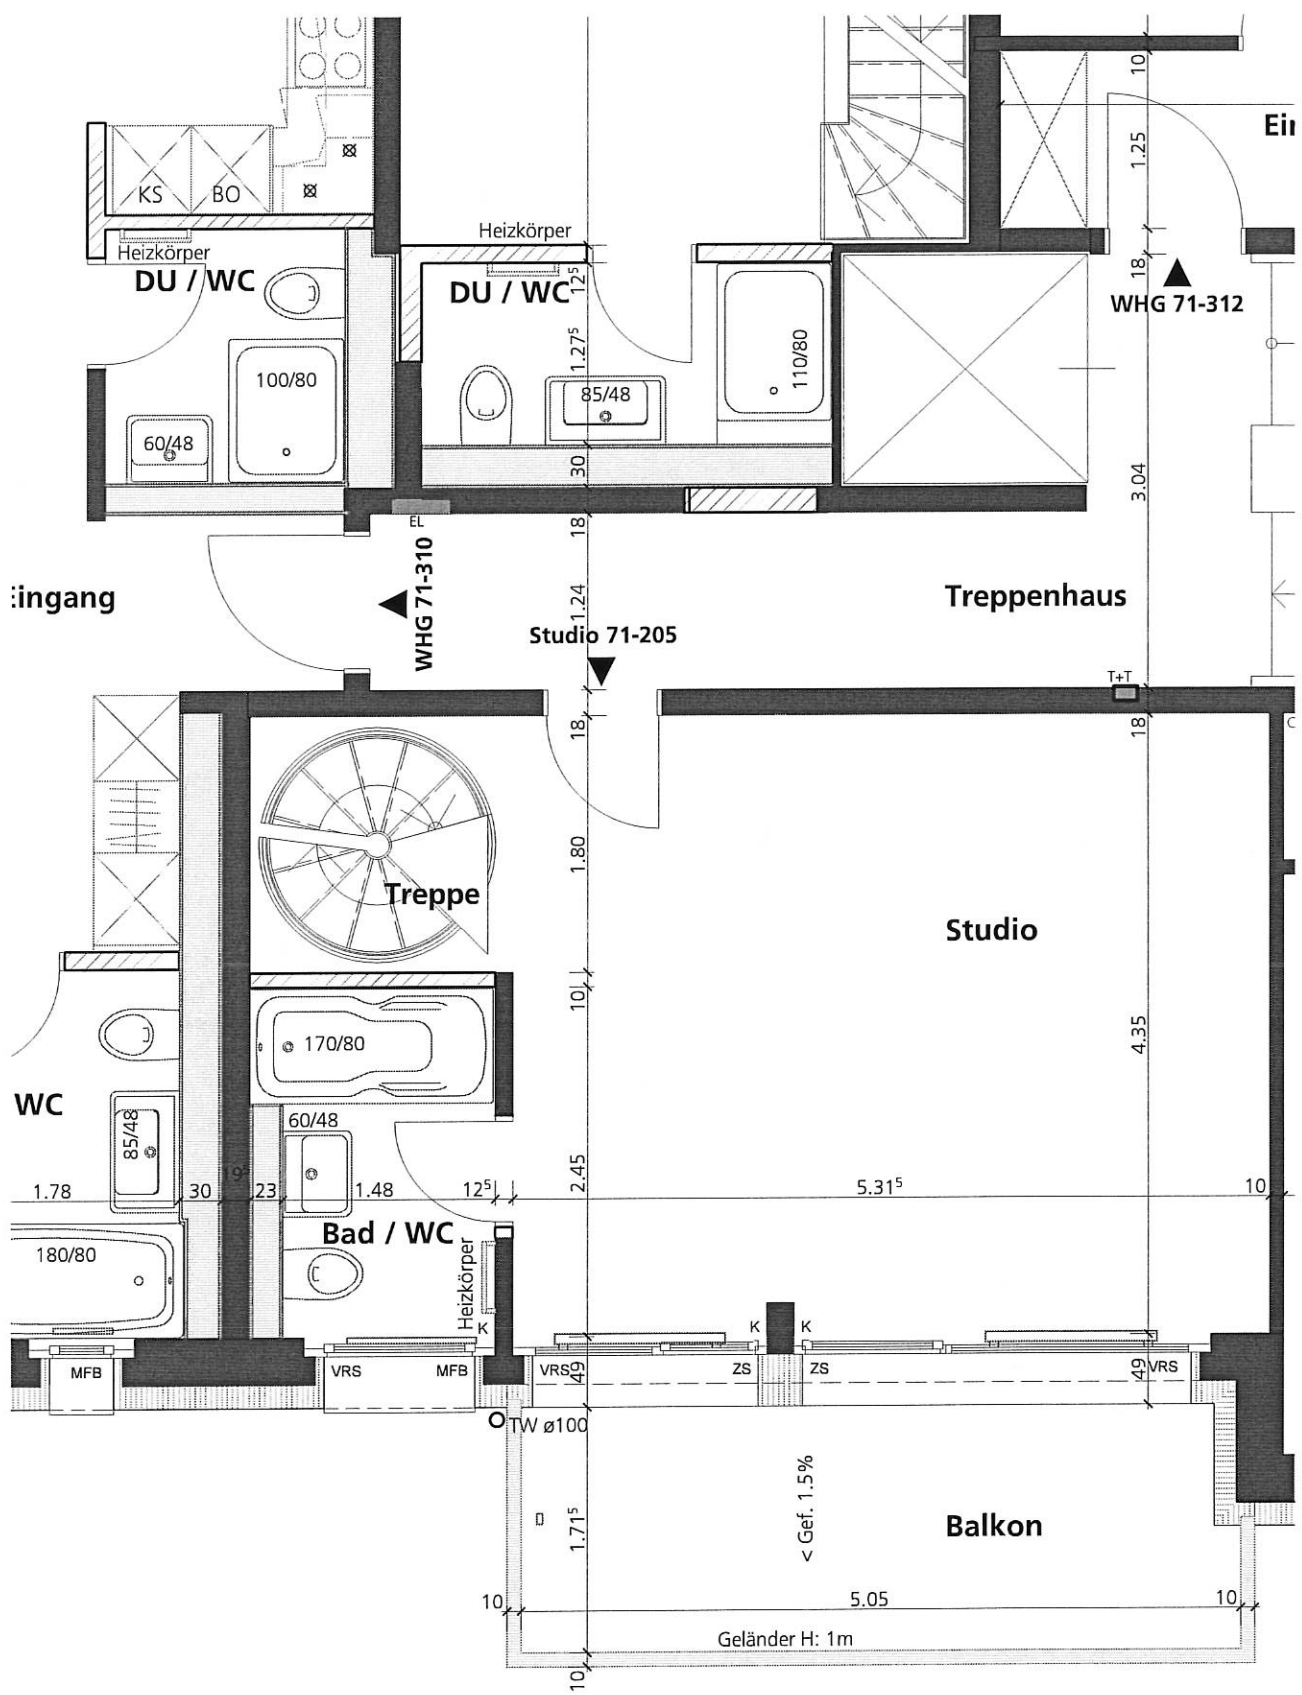 10
Ein
1.25
KS
BO
Heizkörper
Heizkörper
DU / WC
DU / WC
12⁵
18
WHG 71-312
1.27⁵
100/80
85/48
110/80
60/48
30
3.04
EL
18
WHG 71-310
1.24
Eingang
Treppenhaus
Studio 71-205
T+T
18
18
1.80
Treppe
Studio
10
170/80
4.35
WC
85/48
60/48
19⁵
2.45
1.78
30
23
1.48
12⁵
5.31⁵
10
Bad / WC
180/80
Heizkörper
K
K
K
MFB
VRS
MFB
VRS
49
ZS
ZS
49
VRS
TW ø100
< Gef. 1.5%
1.71⁵
Balkon
10
5.05
10
Geländer H: 1m
10